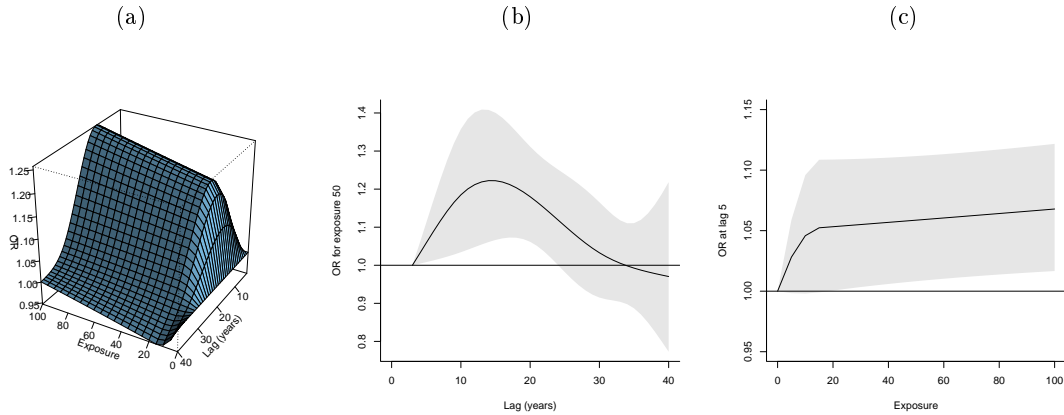 (a)
(b)
(c)
1.25
1.20
1.15
1.10
1.05
1.00
0.95
OR
100
80
60
40
20
0
Exposure
10
20
30
40
Lag (years)
1.4
1.3
1.2
1.1
1.0
0.9
0.8
OR for exposure 50
0 10 20 30 40
Lag (years)
1.15
1.10
1.05
1.00
0.95
OR at lag 5
0 20 40 60 80 100
Exposure